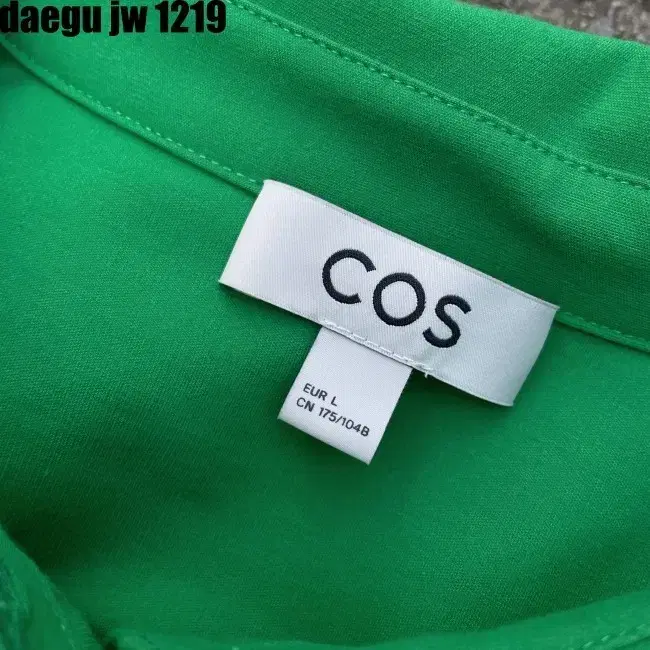 daegu jw 1219
COS
EUR L
CN 175/104B